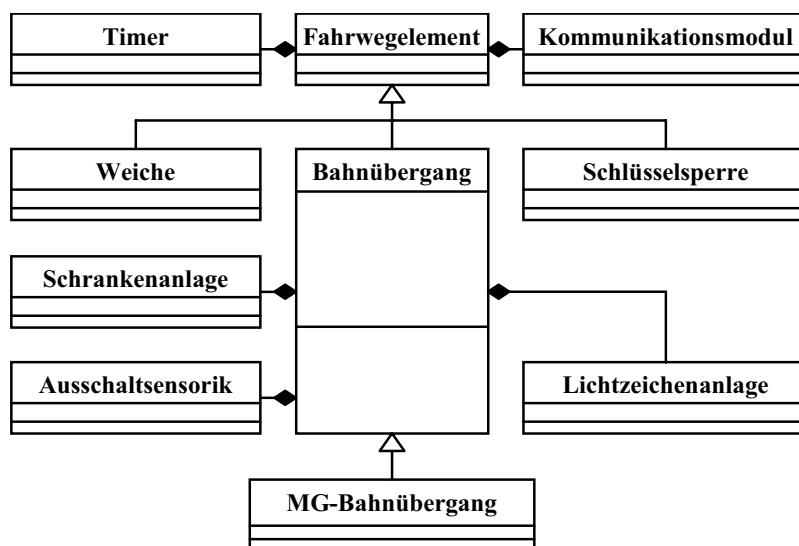 Timer
Fahrwegelement
Kommunikationsmodul
Weiche
Bahnübergang
Schlüsselsperre
Schrankenanlage
Ausschaltsensorik
Lichtzeichenanlage
MG-Bahnübergang